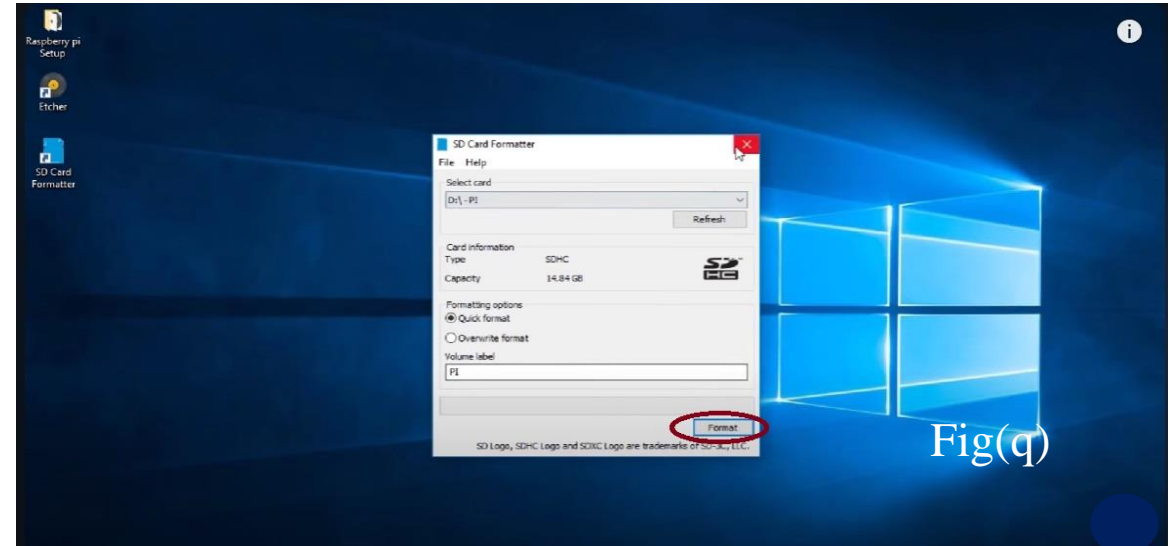 Raspberry pi
Setup
Etcher
SD Card
Formatter
SD Card Formatter
File Help
Select card
D:\ - PI
Refresh
Card information
Type SDHC
Capacity 14.84 GB
SD
HC
Formatting options
Quick format
Overwrite format
Volume label
PI
Format
SD Logo, SDHC Logo and SDXC Logo are trademarks of SD-3C, LLC.
Fig(q)